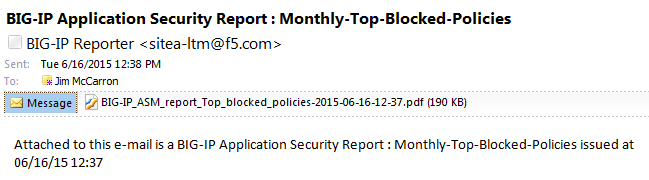 BIG-IP Application Security Report : Monthly-Top-Blocked-Policies
BIG-IP Reporter <sitea-ltm@f5.com>
Sent: Tue 6/16/2015 12:38 PM
To: Jim McCarron
Message BIG-IP_ASM_report_Top_blocked_policies-2015-06-16-12-37.pdf (190 KB)
Attached to this e-mail is a BIG-IP Application Security Report : Monthly-Top-Blocked-Policies issued at
06/16/15 12:37